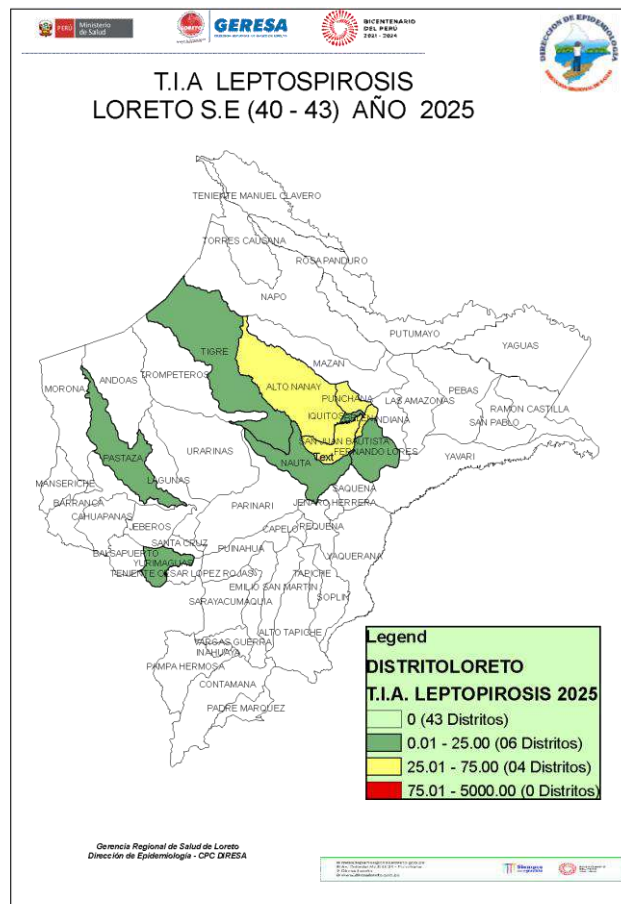 PERÚ
Ministerio
de Salud
LORETO
GERESA
BICENTENARIO
DEL PERÚ
2021 - 2024
DIRECCION DE EPIDEMIOLOGÍA
T.I.A LEPTOSPIROSIS
LORETO S.E (40 - 43) AÑO 2025
TENIENTE MANUEL CLAVERO
TORRES CAUSANA
ROSA PANDURO
NAPO
PUTUMAYO
YAGUAS
TIGRE
MAZAN
TROMPETEROS
ANDOAS
MORONA
ALTO NANAY
PUNCHANA
LAS AMAZONAS
PEBAS
RAMON CASTILLA
SAN PABLO
IQUITOS
INDIANA
SAN JUAN BAUTISTA
FERNANDO LORES
Text
YAVARI
PASTAZA
URARINAS
NAUTA
LAGUNAS
SAQUENA
MANSERICHE
BARRANCA
PARINARI
JENARO HERRERA
CAHUAPANAS
JEBEROS
CAPELO
REQUENA
SANTA CRUZ
PUINAHUA
BALSAPUERTO
YURIMAGUAS
YAQUERANA
TENIENTE CESAR LOPEZ ROJAS
TAPICHE
EMILIO SAN MARTIN
SOPLIN
SARAYACU
MAQUIA
ALTO TAPICHE
VARGAS GUERRA
INAHUAYA
PAMPA HERMOSA
CONTAMANA
PADRE MARQUEZ
Legend
DISTRITOLORETO
T.I.A. LEPTOPIROSIS 2025
0 (43 Distritos)
0.01 - 25.00 (06 Distritos)
25.01 - 75.00 (04 Distritos)
75.01 - 5000.00 (0 Distritos)
Gerencia Regional de Salud de Loreto
Dirección de Epidemiología - CPC DIRESA